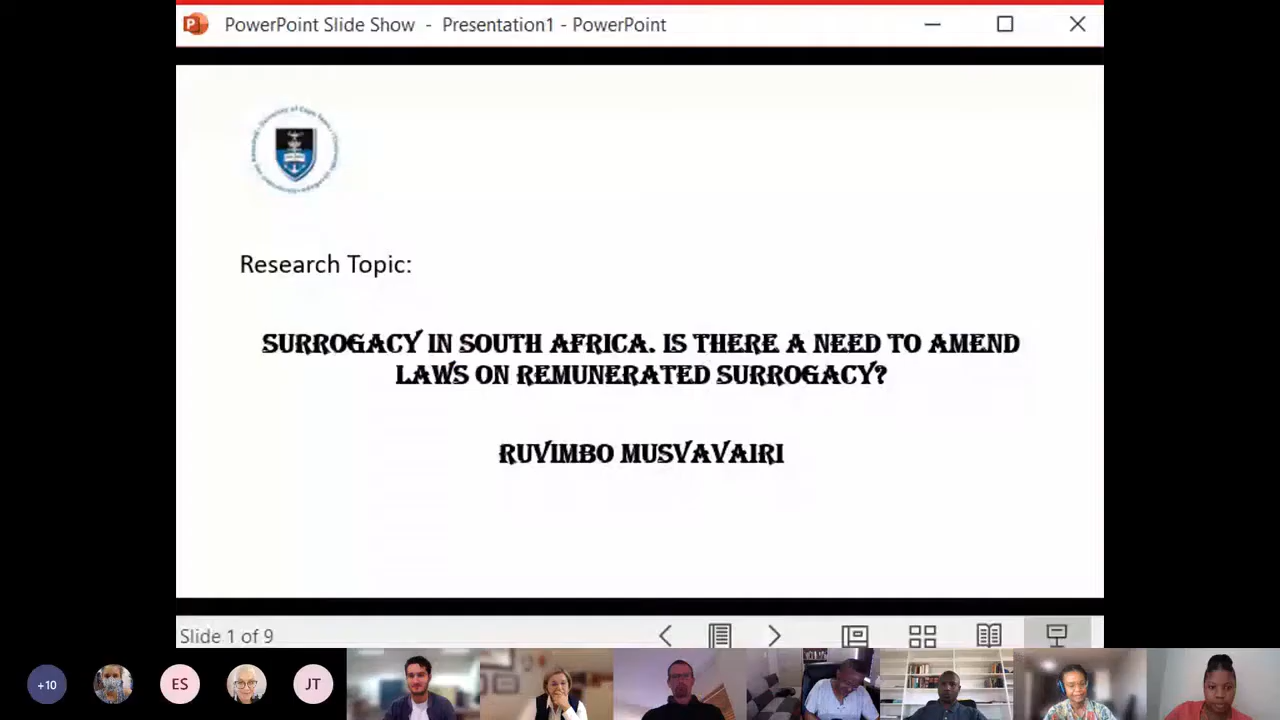 PowerPoint Slide Show - Presentation1 - PowerPoint
Research Topic:
SURROGACY IN SOUTH AFRICA. IS THERE A NEED TO AMEND
LAWS ON REMUNERATED SURROGACY?
RUVIMBO MUSVAVAIRI
Slide 1 of 9
+10
ES
JT